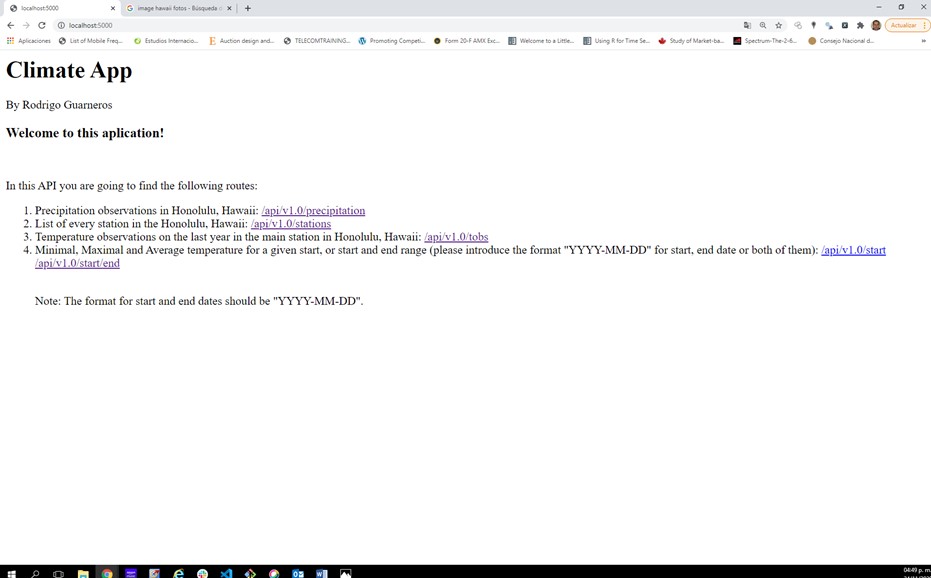 localhost:5000
image hawaii fotos - Búsqueda d
localhost:5000
Actualizar
Aplicaciones
List of Mobile Freq...
Estudios Internacio...
Auction design and...
TELECOMTRAINING...
Promoting Competi...
Form 20-F AMX Exc...
Welcome to a Little...
Using R for Time Se...
Study of Market-ba...
Spectrum-The-2-6...
Consejo Nacional d...
Climate App
By Rodrigo Guarneros
Welcome to this aplication!
In this API you are going to find the following routes:
1. Precipitation observations in Honolulu, Hawaii: /api/v1.0/precipitation
2. List of every station in the Honolulu, Hawaii: /api/v1.0/stations
3. Temperature observations on the last year in the main station in Honolulu, Hawaii: /api/v1.0/tobs
4. Minimal, Maximal and Average temperature for a given start, or start and end range (please introduce the format "YYYY-MM-DD" for start, end date or both of them): /api/v1.0/start
/api/v1.0/start/end
Note: The format for start and end dates should be "YYYY-MM-DD".
04:49 p. m.